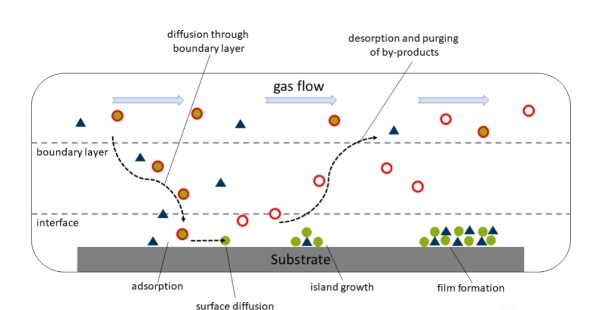 diffusion through
boundary layer
desorption and purging
of by-products
gas flow
boundary layer
interface
Substrate
adsorption
surface diffusion
island growth
film formation